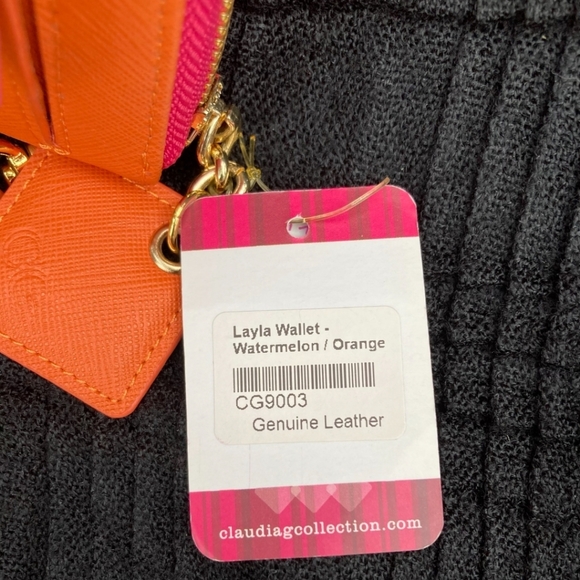 Layla Wallet -
Watermelon / Orange
CG9003
Genuine Leather
claudiagcollection.com